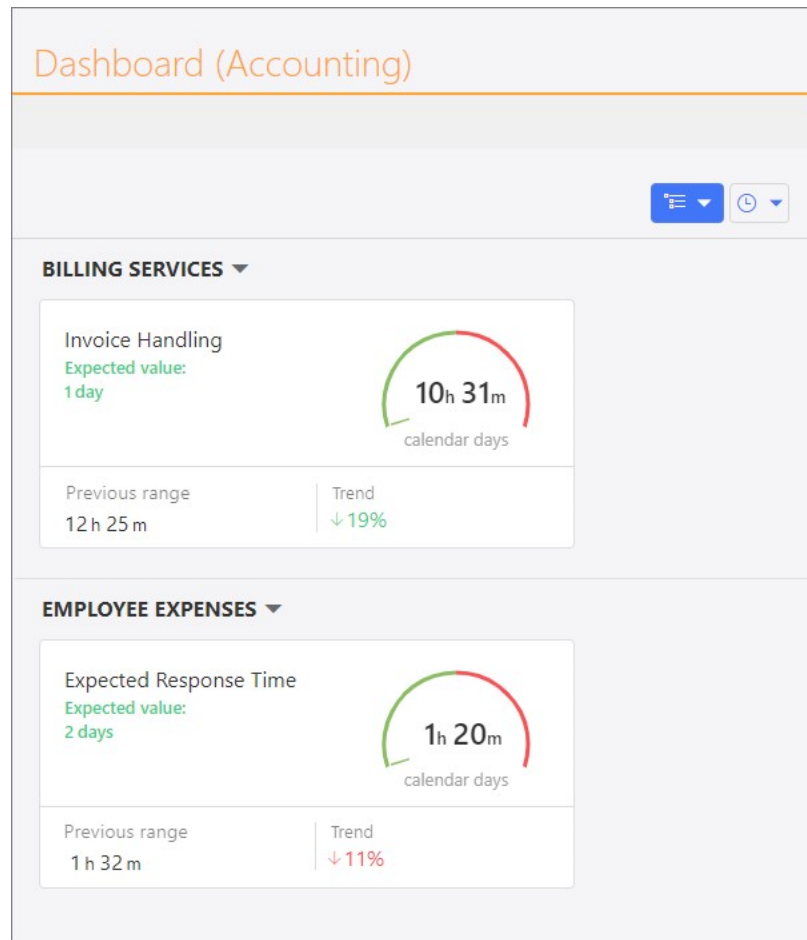 Dashboard (Accounting)
BILLING SERVICES
Invoice Handling
Expected value:
1 day
10h 31m
calendar days
Previous range
12 h 25 m
Trend
↓19%
EMPLOYEE EXPENSES
Expected Response Time
Expected value:
2 days
1h 20m
calendar days
Previous range
1 h 32 m
Trend
↓11%